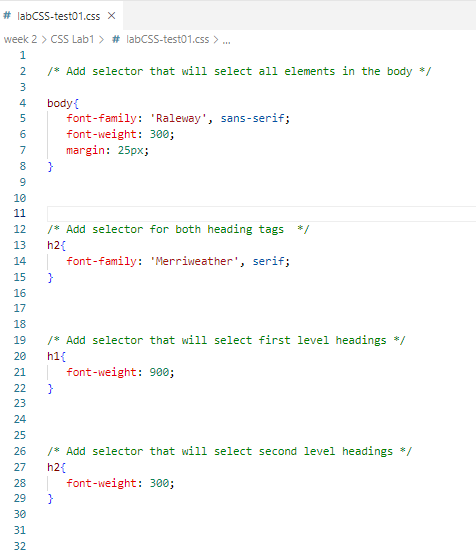 # labCSS-test01.css ×
week 2 > CSS Lab1 > # labCSS-test01.css > ...
1
2 /* Add selector that will select all elements in the body */
3
4 body{
5 font-family: 'Raleway', sans-serif;
6 font-weight: 300;
7 margin: 25px;
8 }
9
10
11
12 /* Add selector for both heading tags */
13 h2{
14 font-family: 'Merriweather', serif;
15 }
16
17
18
19 /* Add selector that will select first level headings */
20 h1{
21 font-weight: 900;
22 }
23
24
25
26 /* Add selector that will select second level headings */
27 h2{
28 font-weight: 300;
29 }
30
31
32